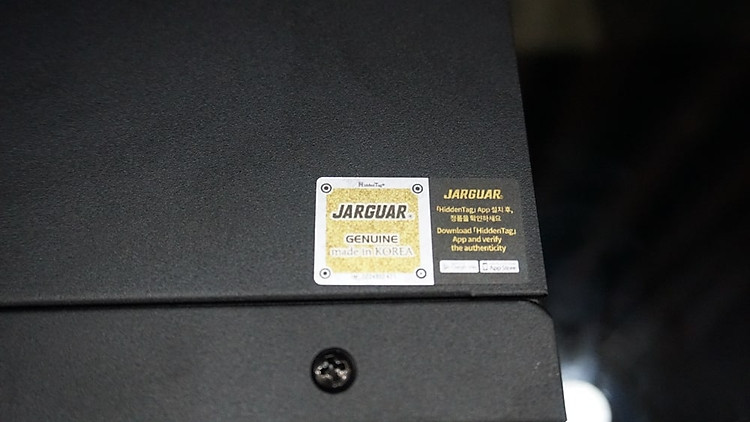 HiddenTag
JARGUAR
GENUINE
made in KOREA
JARGUAR
「HiddenTag」 App 설치 후,
정품을 확인하세요
Download 「HiddenTag」
App and verify
the authenticity
App Store